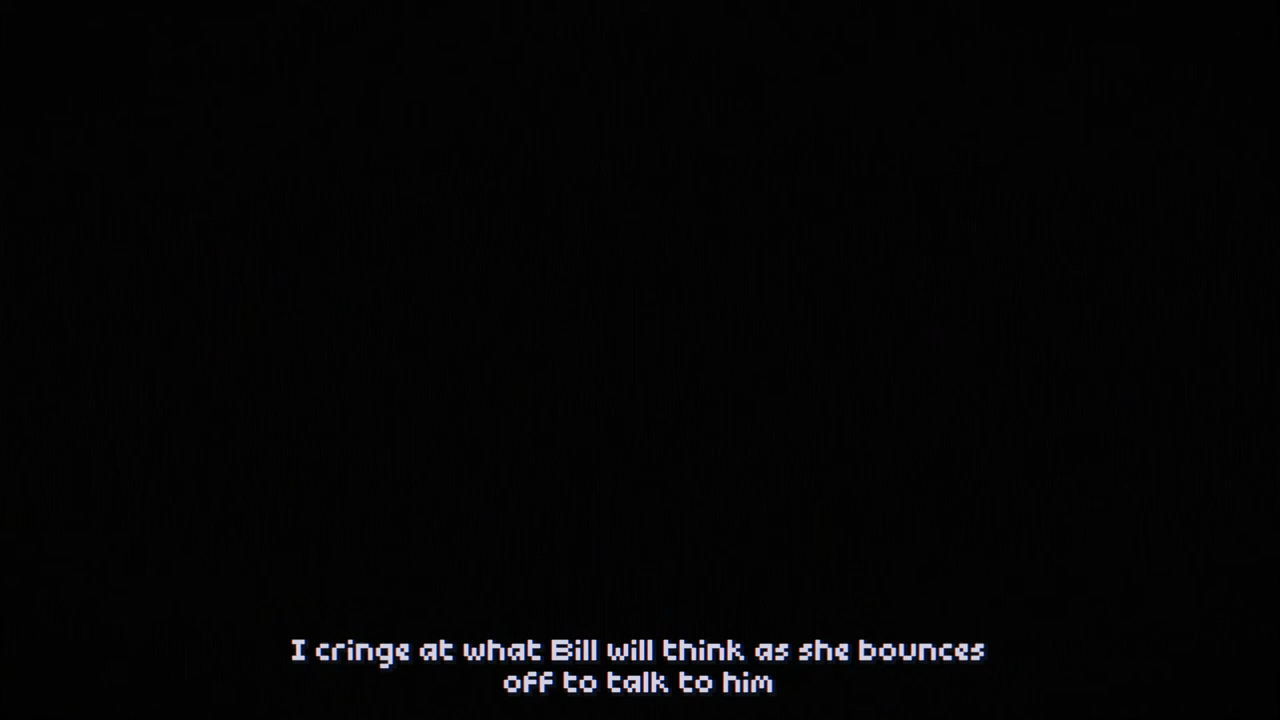 I cringe at what Bill will think as she bounces
off to talk to him